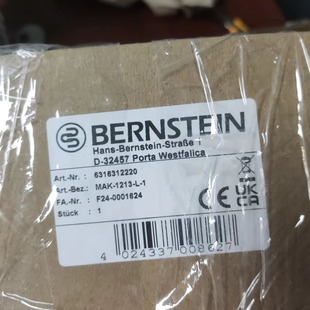 BERNSTEIN
Hans-Bernstein-Straße 1
D-32457 Porta Westfalica
Art.-Nr. : 6316312220
Art.-Bez.: MAK-1213-L-1
FA.-Nr. : F24-0001624
Stück : 1
CE
UK
CA
4 024337 008627